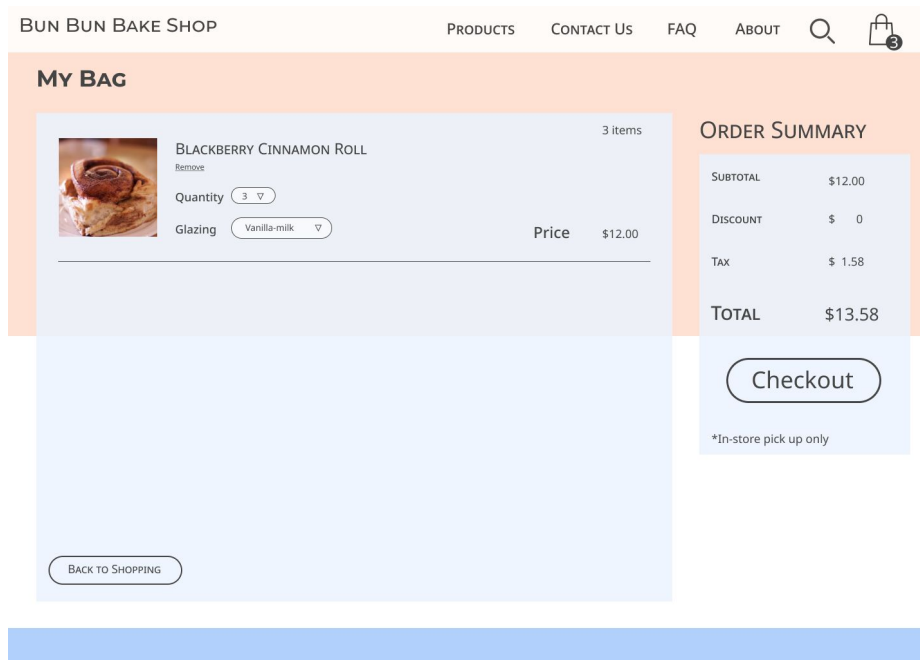 Bun Bun Bake Shop
Products Contact Us FAQ About
3
My Bag
3 items
Blackberry Cinnamon Roll
Remove
Quantity 3
Glazing Vanilla-milk
Price $12.00
Back to Shopping
Order Summary
Subtotal $12.00
Discount $ 0
Tax $ 1.58
Total $13.58
Checkout
*In-store pick up only